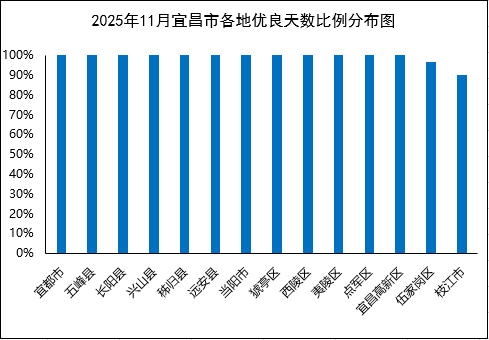 2025年11月宜昌市各地优良天数比例分布图
100%
90%
80%
70%
60%
50%
40%
30%
20%
10%
0%
宜都市
五峰县
长阳县
兴山县
秭归县
远安县
当阳市
猇亭区
西陵区
夷陵区
点军区
宜昌高新区
伍家岗区
枝江市